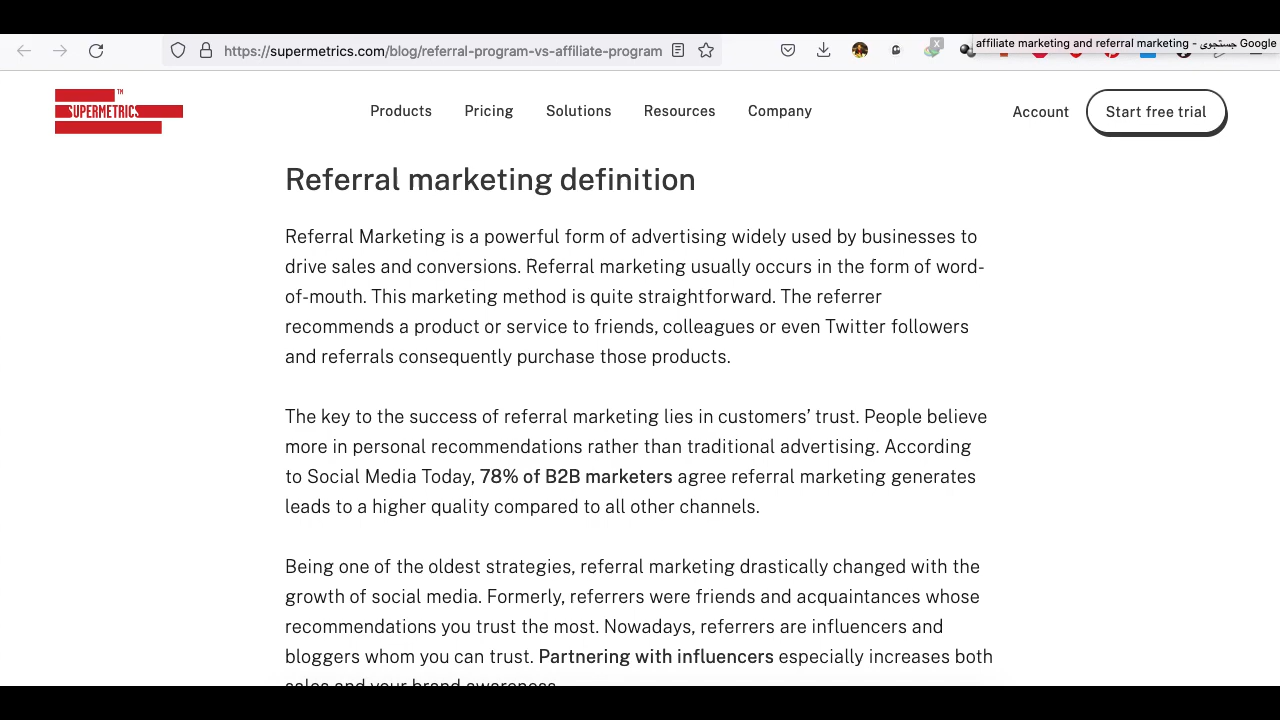 https://supermetrics.com/blog/referral-program-vs-affiliate-program
affiliate marketing and referral marketing - جستجوی Google
SUPERMETRICS TM
Products Pricing Solutions Resources Company
Account Start free trial
Referral marketing definition
Referral Marketing is a powerful form of advertising widely used by businesses to
drive sales and conversions. Referral marketing usually occurs in the form of word-
of-mouth. This marketing method is quite straightforward. The referrer
recommends a product or service to friends, colleagues or even Twitter followers
and referrals consequently purchase those products.
The key to the success of referral marketing lies in customers’ trust. People believe
more in personal recommendations rather than traditional advertising. According
to Social Media Today, 78% of B2B marketers agree referral marketing generates
leads to a higher quality compared to all other channels.
Being one of the oldest strategies, referral marketing drastically changed with the
growth of social media. Formerly, referrers were friends and acquaintances whose
recommendations you trust the most. Nowadays, referrers are influencers and
bloggers whom you can trust. Partnering with influencers especially increases both
sales and your brand awareness.